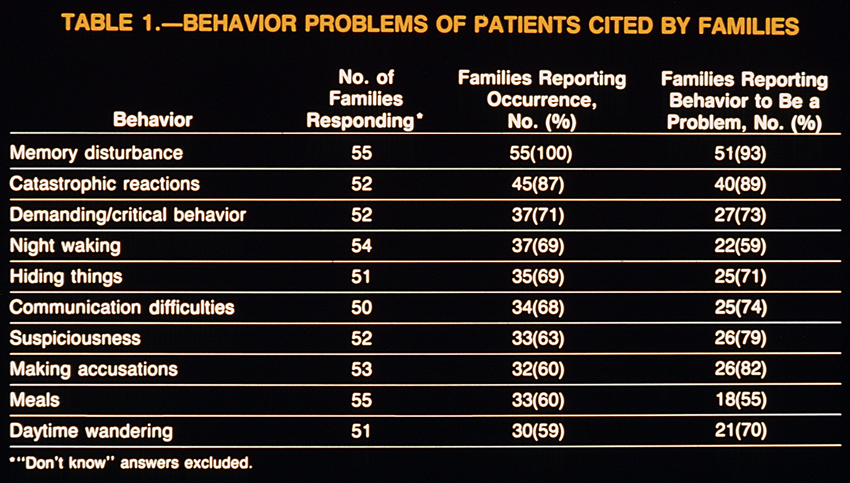 TABLE 1.—BEHAVIOR PROBLEMS OF PATIENTS CITED BY FAMILIES
Behavior No. of Families Responding* Families Reporting Occurrence, No. (%) Families Reporting Behavior to Be a Problem, No. (%)
Memory disturbance 55 55(100) 51(93)
Catastrophic reactions 52 45(87) 40(89)
Demanding/critical behavior 52 37(71) 27(73)
Night waking 54 37(69) 22(59)
Hiding things 51 35(69) 25(71)
Communication difficulties 50 34(68) 25(74)
Suspiciousness 52 33(63) 26(79)
Making accusations 53 32(60) 26(82)
Meals 55 33(60) 18(55)
Daytime wandering 51 30(59) 21(70)
*"Don't know" answers excluded.